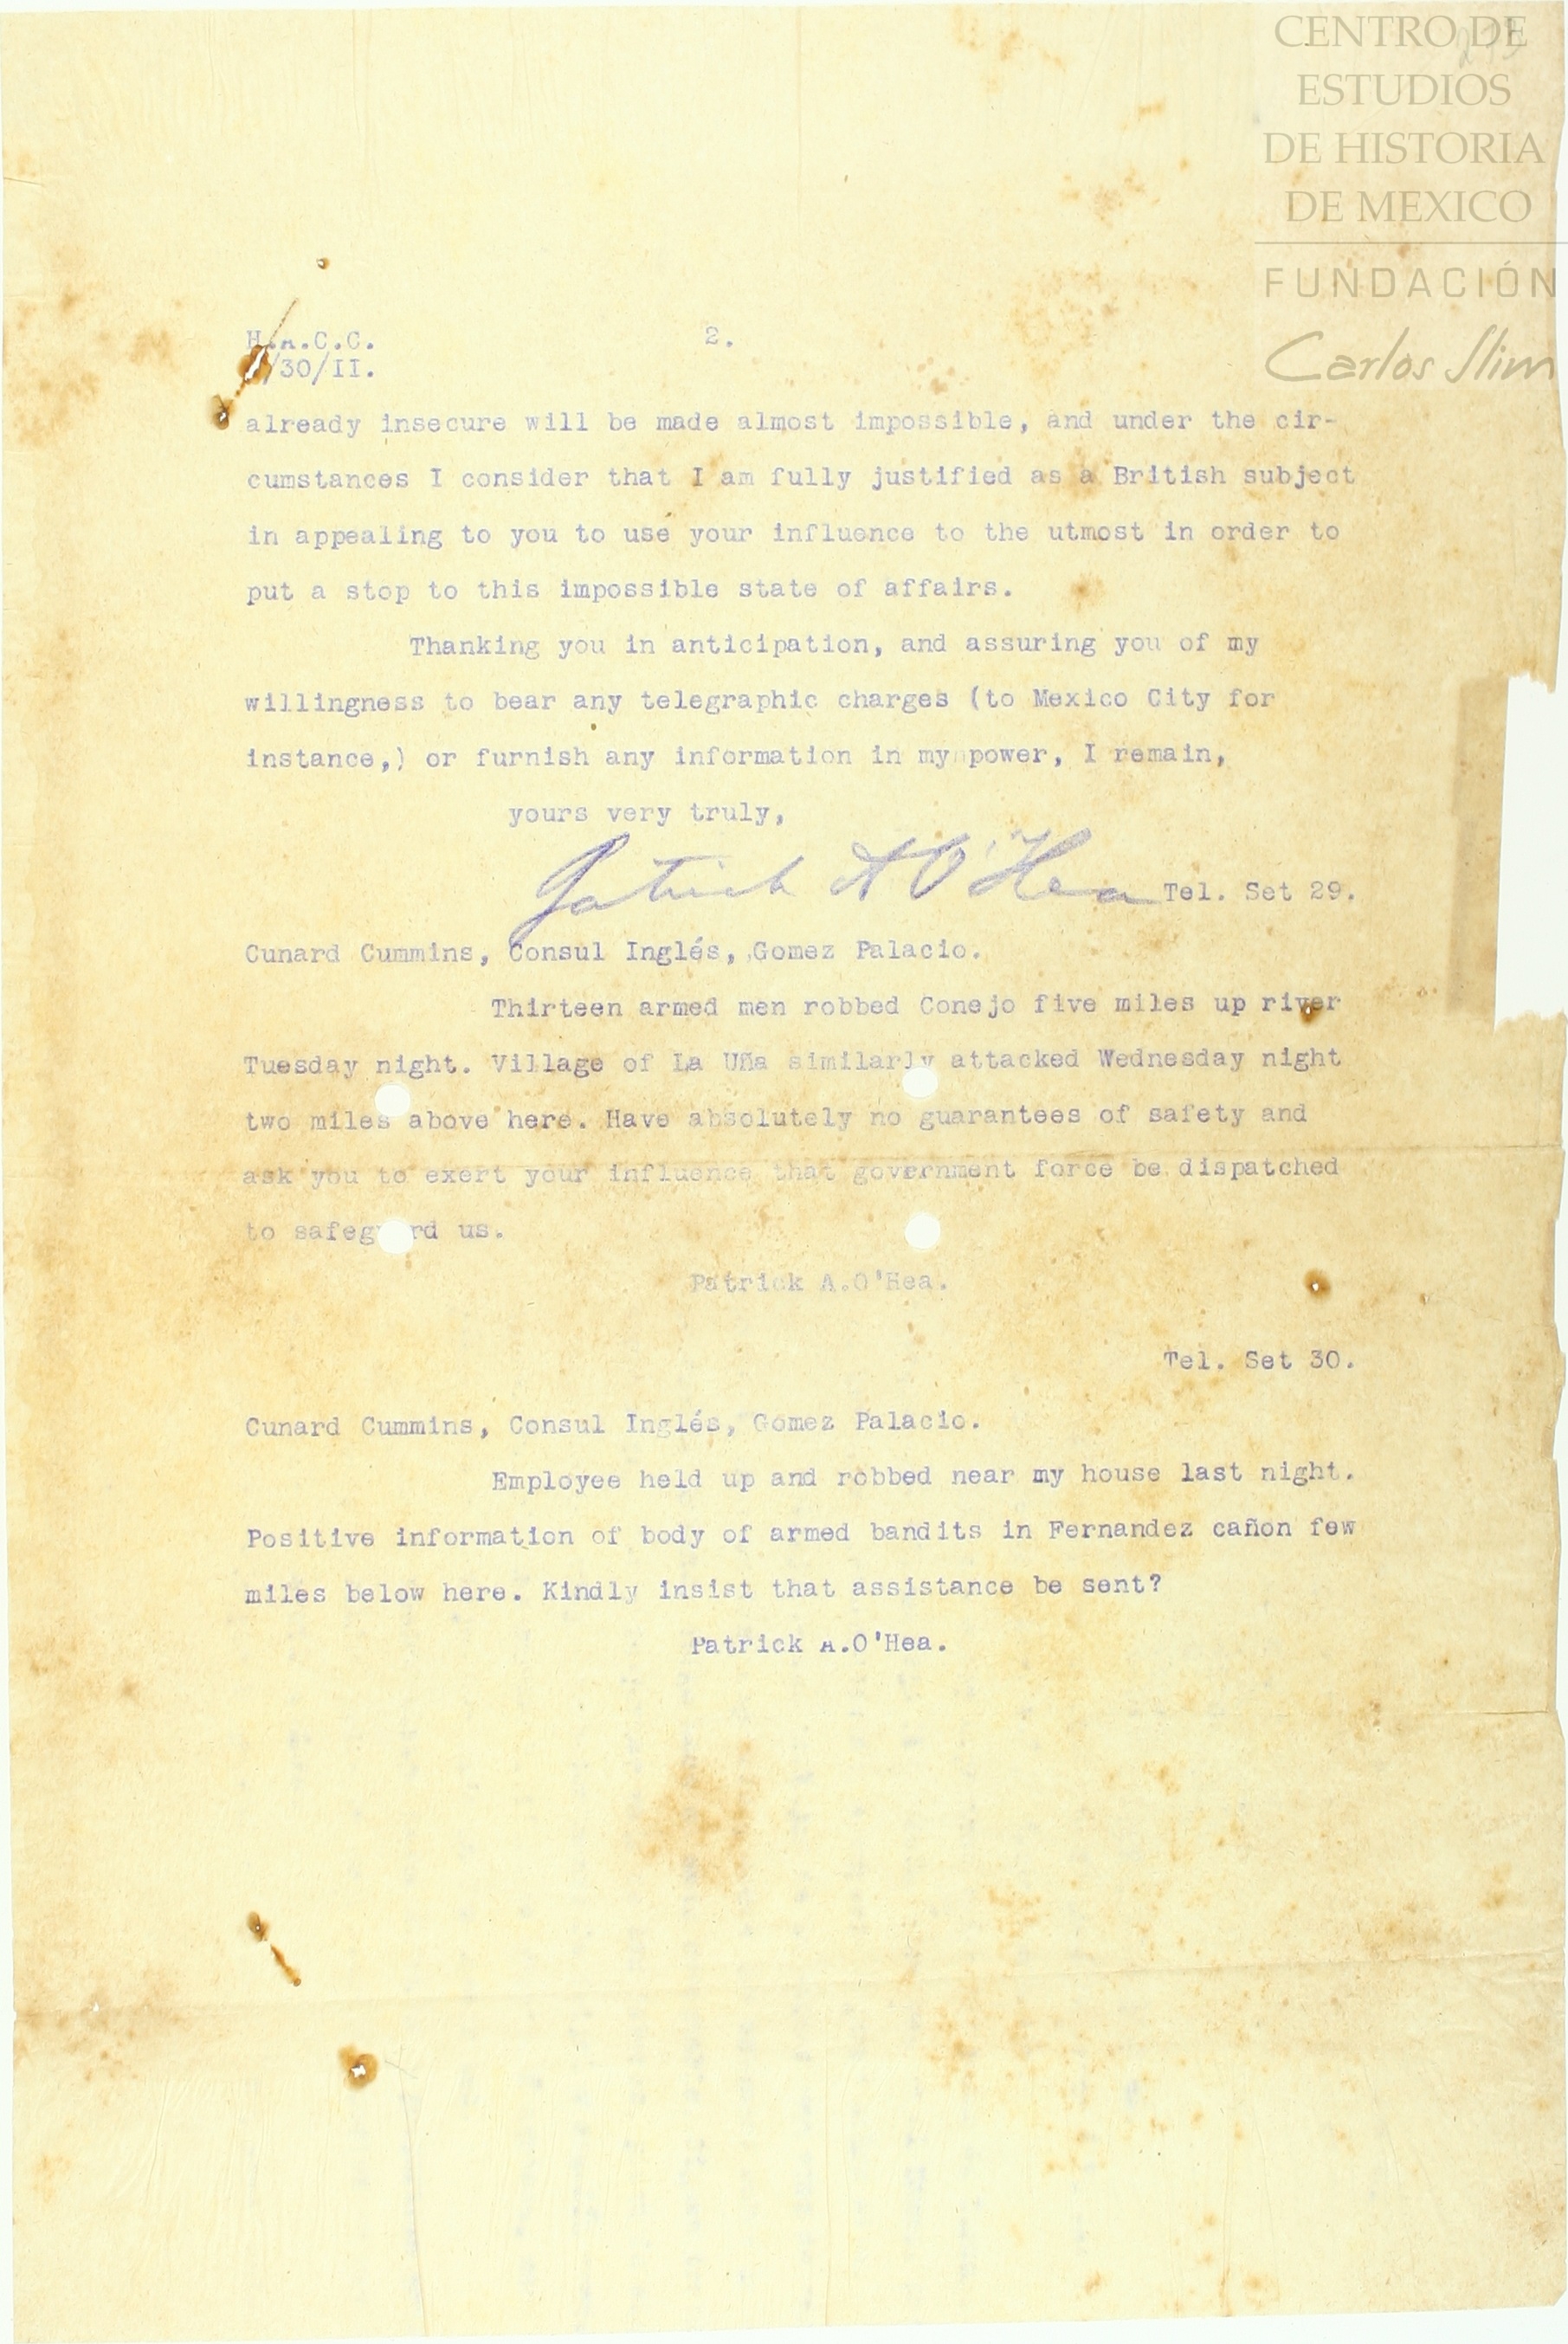 CENTRO DE
ESTUDIOS
DE HISTORIA
DE MEXICO
FUNDACIÓN
Carlos Slim
H.A.C.C. 2.
/30/II.
already insecure will be made almost impossible, and under the cir-
cumstances I consider that I am fully justified as a British subject
in appealing to you to use your influence to the utmost in order to
put a stop to this impossible state of affairs.
Thanking you in anticipation, and assuring you of my
willingness to bear any telegraphic charges (to Mexico City for
instance,) or furnish any information in my power, I remain,
yours very truly,
Patrick A O'Hea
Tel. Set 29.
Cunard Cummins, Consul Inglés, Gomez Palacio.
Thirteen armed men robbed Conejo five miles up river
Tuesday night. Village of La Uña similarly attacked Wednesday night
two miles above here. Have absolutely no guarantees of safety and
ask you to exert your influence that government force be dispatched
to safeg rd us.
Patrick A.O'Hea.
Tel. Set 30.
Cunard Cummins, Consul Inglés, Gomez Palacio.
Employee held up and robbed near my house last night.
Positive information of body of armed bandits in Fernandez cañon few
miles below here. Kindly insist that assistance be sent?
Patrick A.O'Hea.